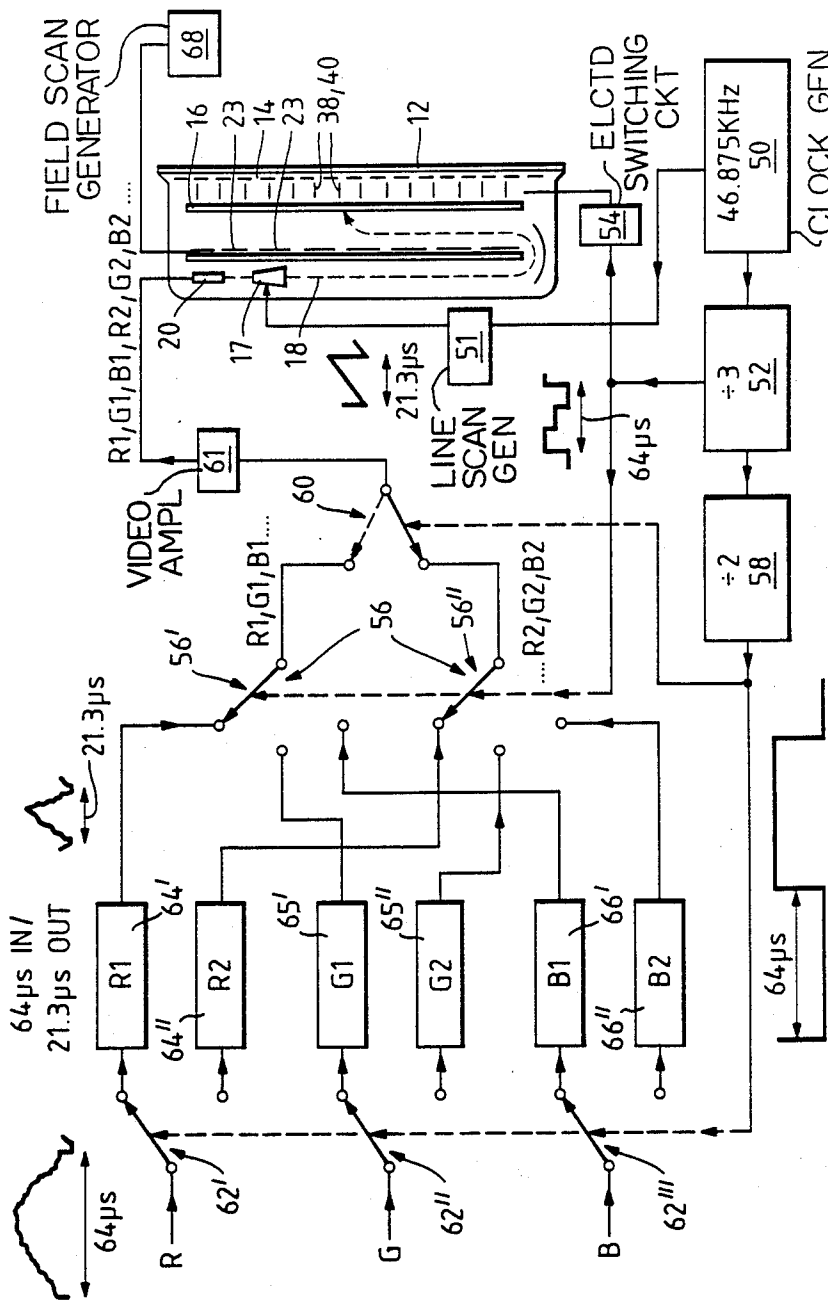 64µs IN/
21.3µs OUT
64µs
21.3µs
R
G
B
62′
62″
62‴
R1
R2
G1
G2
B1
B2
64′
64″
65′
65″
66′
66″
56′
56
56″
R1,G1,B1....
....R2,G2,B2
60
VIDEO
AMPL
61
R1,G1,B1,R2,G2,B2....
FIELD SCAN
GENERATOR
68
16
23
14
23
38,40
12
20
17
18
21.3µs
LINE
SCAN
GEN
51
64µs
54
ELCTD
SWITCHING
CKT
64µs
÷2
58
÷3
52
46.875KHz
50
CLOCK GEN